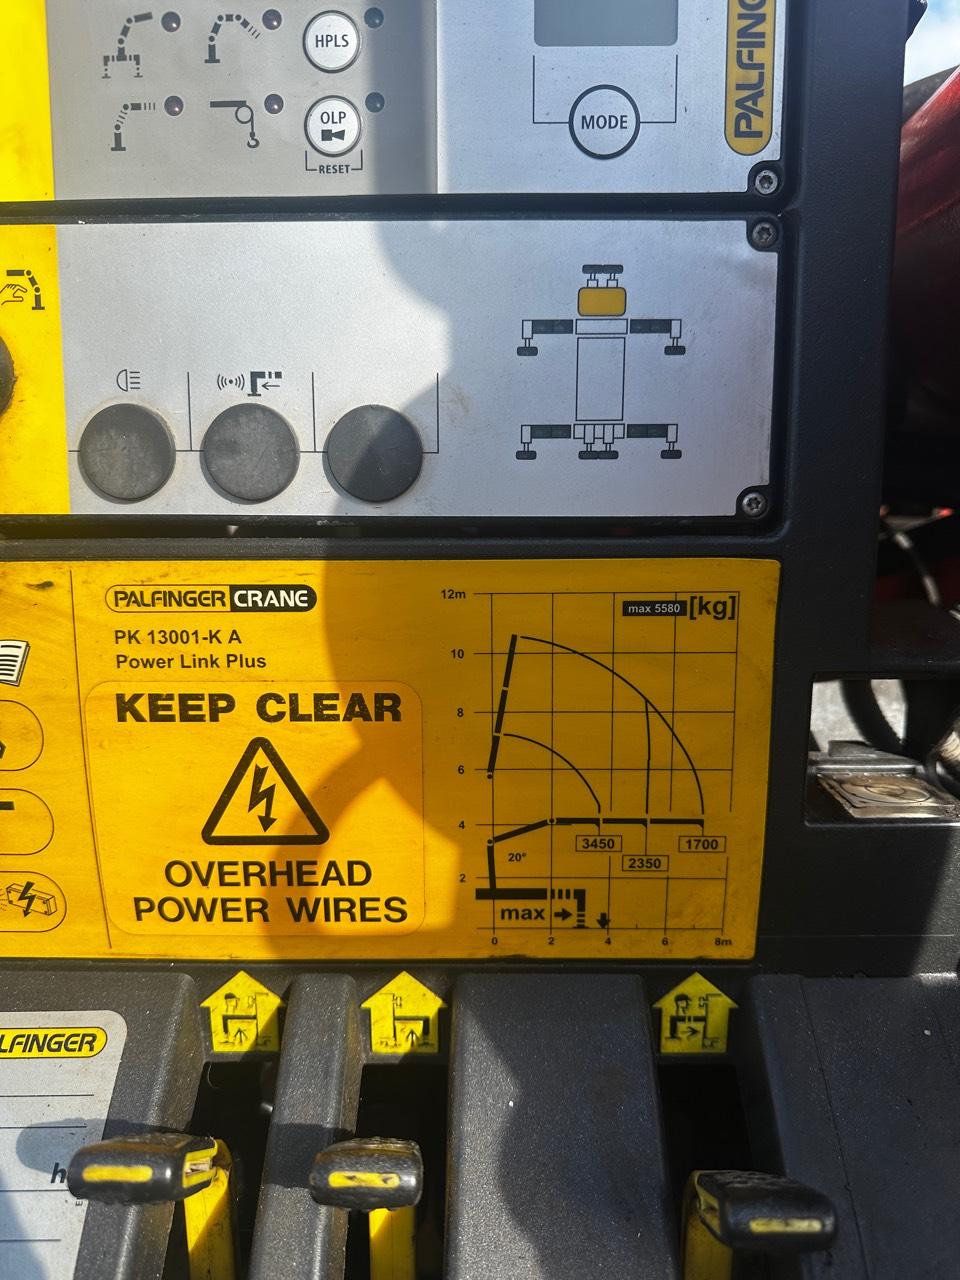 HPLS
OLP
RESET
MODE
PALFING
PALFINGER CRANE
PK 13001-K A
Power Link Plus
KEEP CLEAR
OVERHEAD
POWER WIRES
12m
max 5580 [kg]
10
8
6
4
3450
1700
2350
20°
2
max
0 2 4 6 8m
LFINGER
h